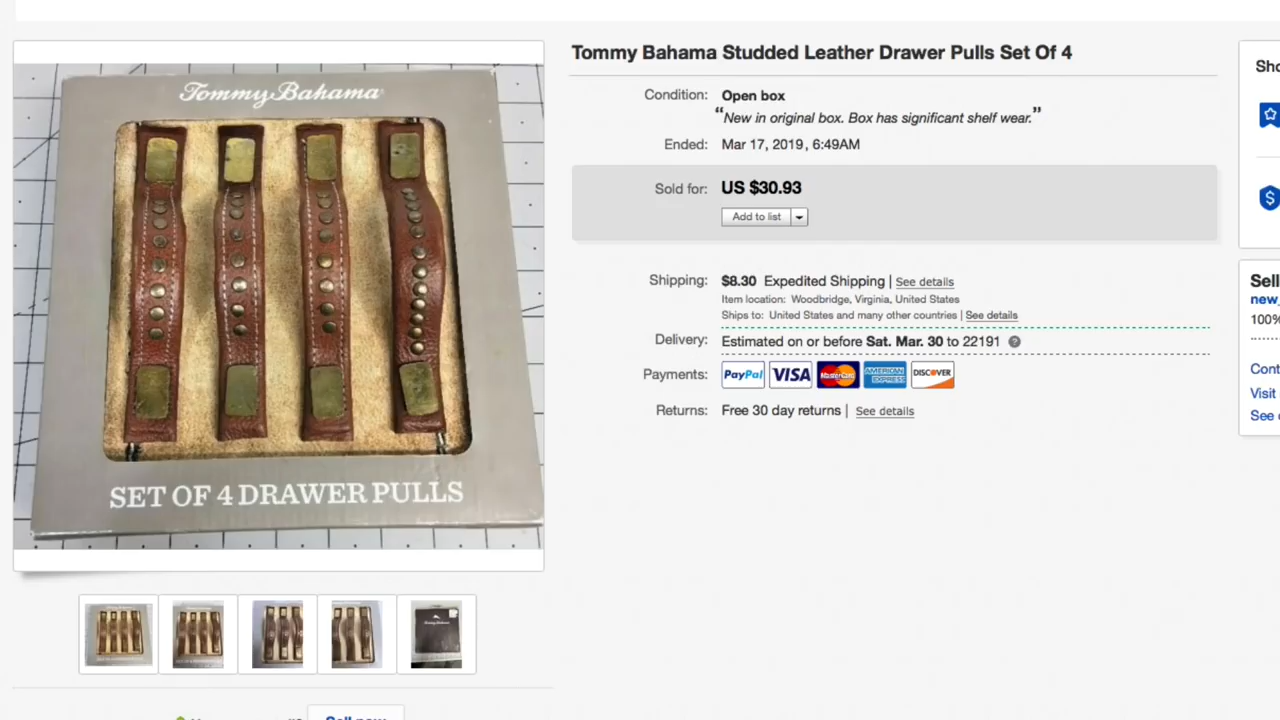 Tommy Bahama
SET OF 4 DRAWER PULLS
Tommy Bahama Studded Leather Drawer Pulls Set Of 4
Condition: Open box
“New in original box. Box has significant shelf wear.”
Ended: Mar 17, 2019, 6:49AM
Sold for: US $30.93
Add to list
Shipping: $8.30 Expedited Shipping | See details
Item location: Woodbridge, Virginia, United States
Ships to: United States and many other countries | See details
Delivery: Estimated on or before Sat. Mar. 30 to 22191 ?
Payments: PayPal VISA MasterCard AMERICAN EXPRESS DISCOVER
Returns: Free 30 day returns | See details
Sho
$
Sell
new_
100%
Cont
Visit
See
Sell now